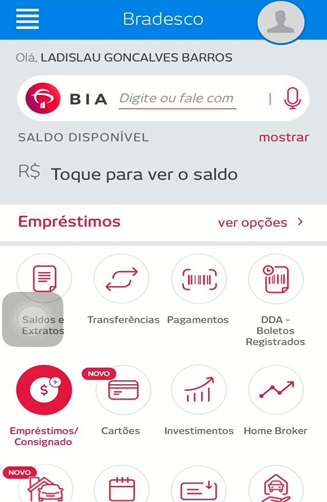 Bradesco
Olá, LADISLAU GONCALVES BARROS
BIA Digite ou fale com
SALDO DISPONÍVEL mostrar
R$ Toque para ver o saldo
Empréstimos ver opções
Saldos e Extratos
Transferências
Pagamentos
DDA -
Boletos
Registrados
Empréstimos/
Consignado
NOVO
Cartões
Investimentos
Home Broker
NOVO